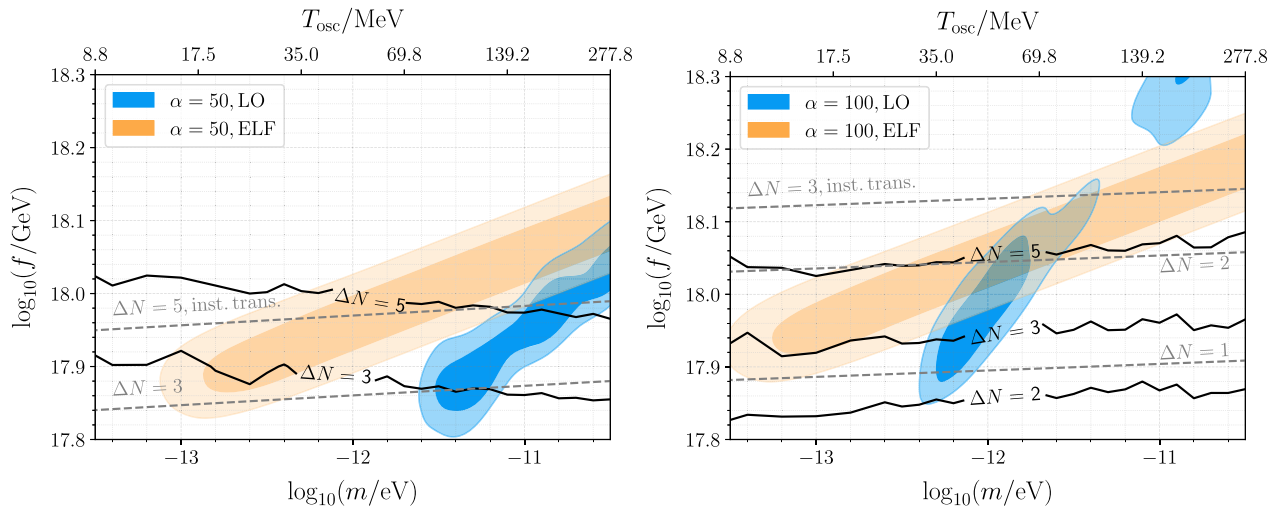 T_osc/MeV
8.8 17.5 35.0 69.8 139.2 277.8
18.3
18.2
18.1
18.0
17.9
17.8
log₁₀(f/GeV)
α = 50, LO
α = 50, ELF
ΔN = 5
ΔN = 5, inst. trans.
ΔN = 3
ΔN = 3
−13 −12 −11
log₁₀(m/eV)
T_osc/MeV
8.8 17.5 35.0 69.8 139.2 277.8
18.3
18.2
18.1
18.0
17.9
17.8
log₁₀(f/GeV)
α = 100, LO
α = 100, ELF
ΔN = 3, inst. trans.
ΔN = 5
ΔN = 2
ΔN = 3
ΔN = 1
ΔN = 2
−13 −12 −11
log₁₀(m/eV)